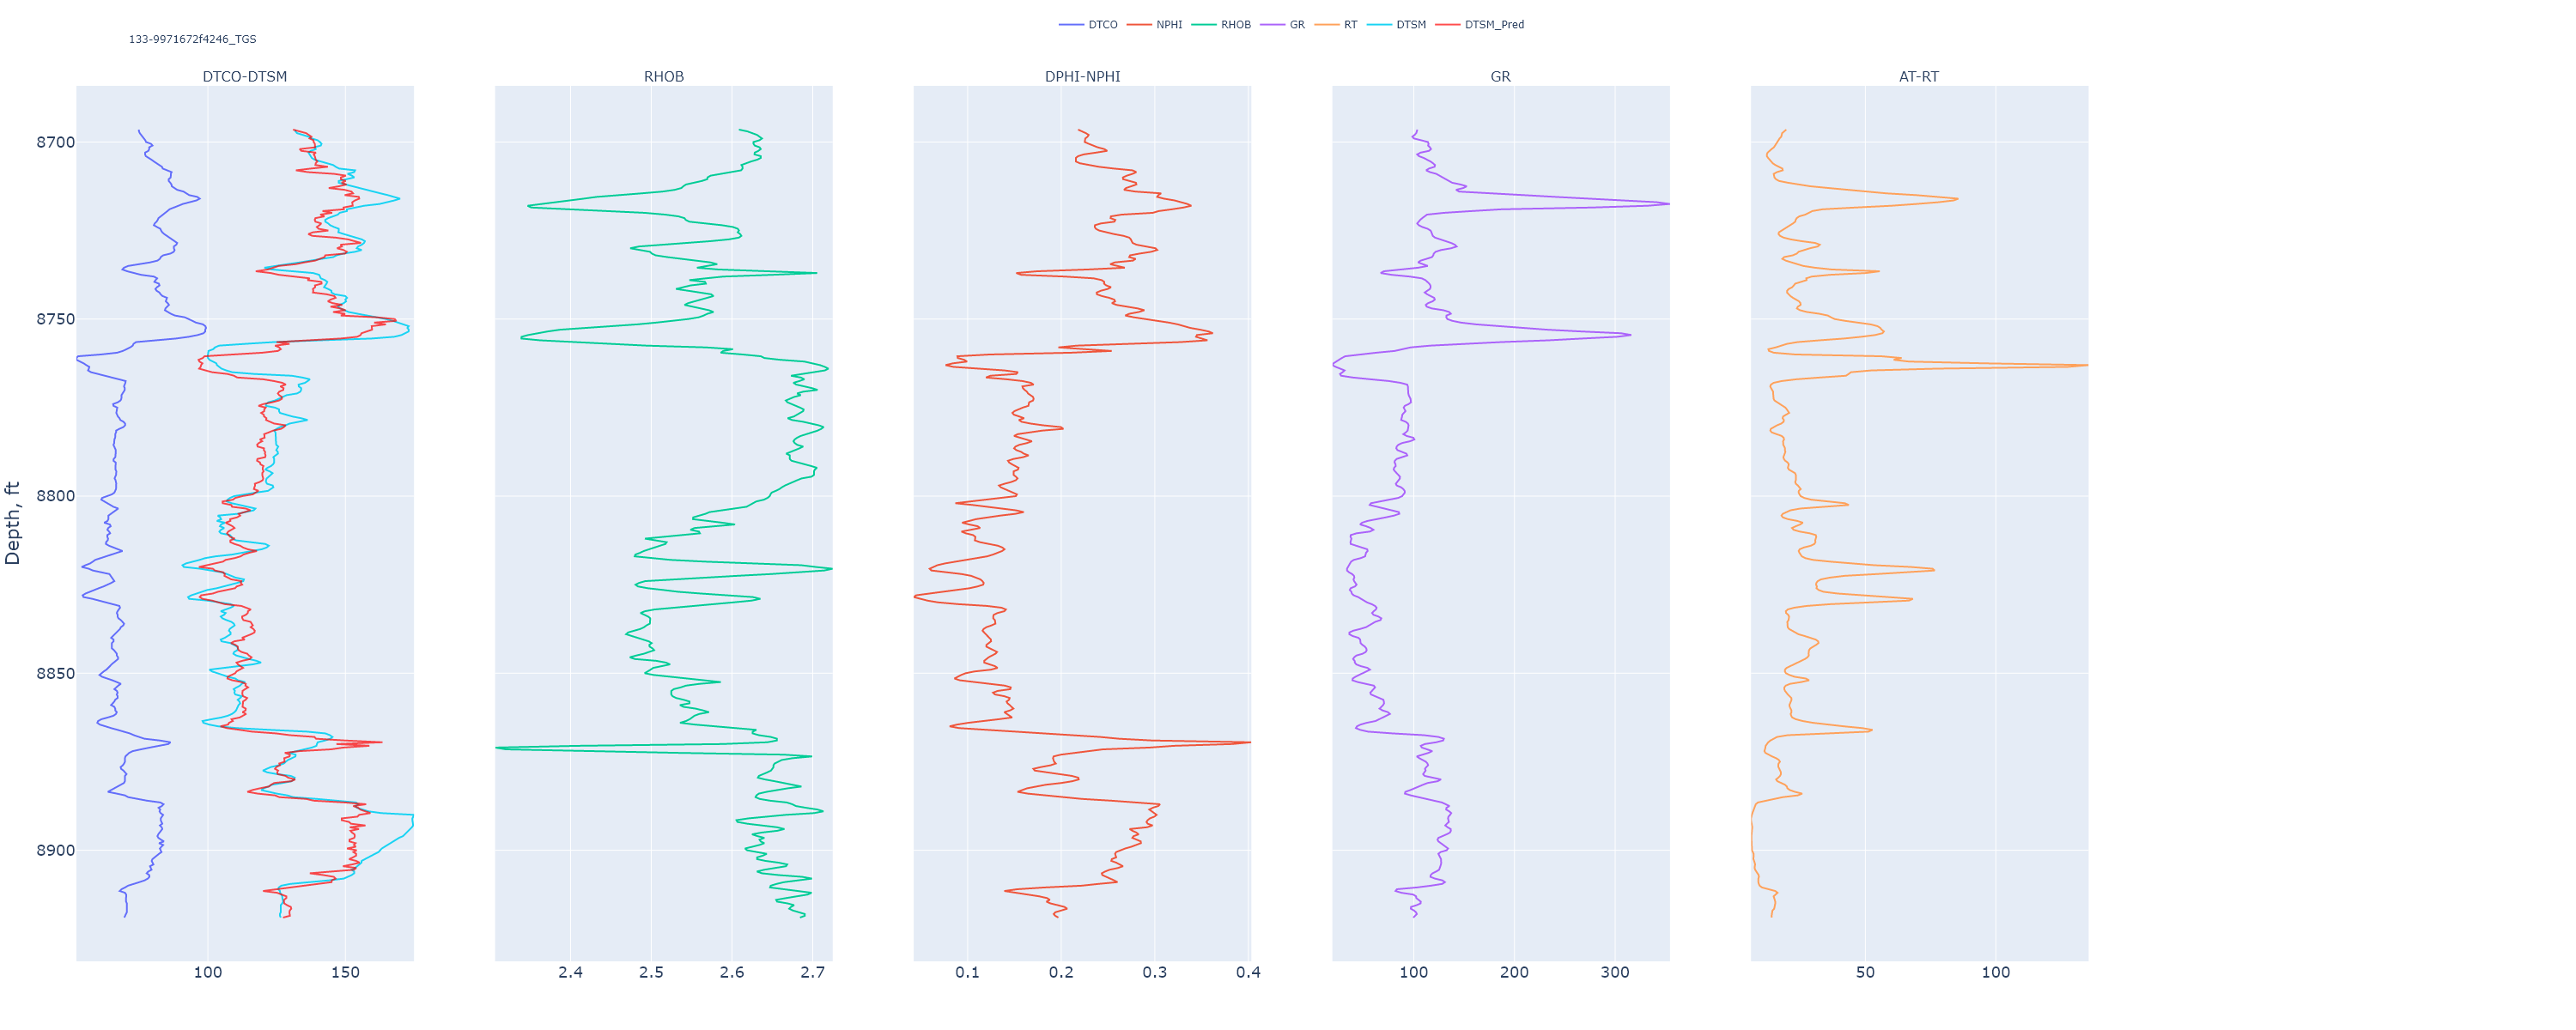 DTCO NPHI RHOB GR RT DTSM DTSM_Pred
133-9971672f4246_TGS
DTCO-DTSM RHOB DPHI-NPHI GR AT-RT
Depth, ft
8700
8750
8800
8850
8900
100 150 2.4 2.5 2.6 2.7 0.1 0.2 0.3 0.4 100 200 300 50 100